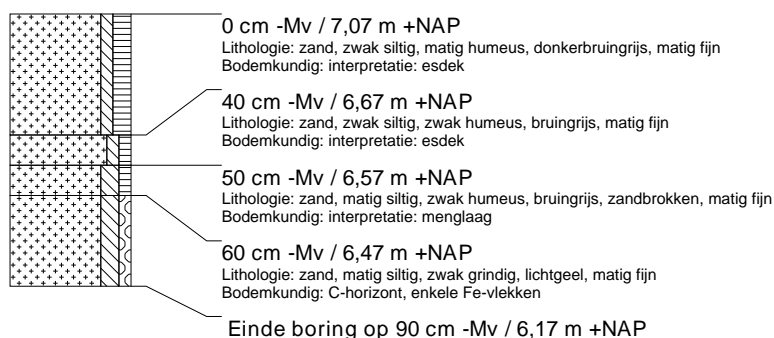 0 cm -Mv / 7,07 m +NAP
Lithologie: zand, zwak siltig, matig humeus, donkerbruingrijs, matig fijn
Bodemkundig: interpretatie: esdek
40 cm -Mv / 6,67 m +NAP
Lithologie: zand, zwak siltig, zwak humeus, bruingrijs, matig fijn
Bodemkundig: interpretatie: esdek
50 cm -Mv / 6,57 m +NAP
Lithologie: zand, matig siltig, zwak humeus, bruingrijs, zandbrokken, matig fijn
Bodemkundig: interpretatie: menglaag
60 cm -Mv / 6,47 m +NAP
Lithologie: zand, matig siltig, zwak grindig, lichtgeel, matig fijn
Bodemkundig: C-horizont, enkele Fe-vlekken
Einde boring op 90 cm -Mv / 6,17 m +NAP